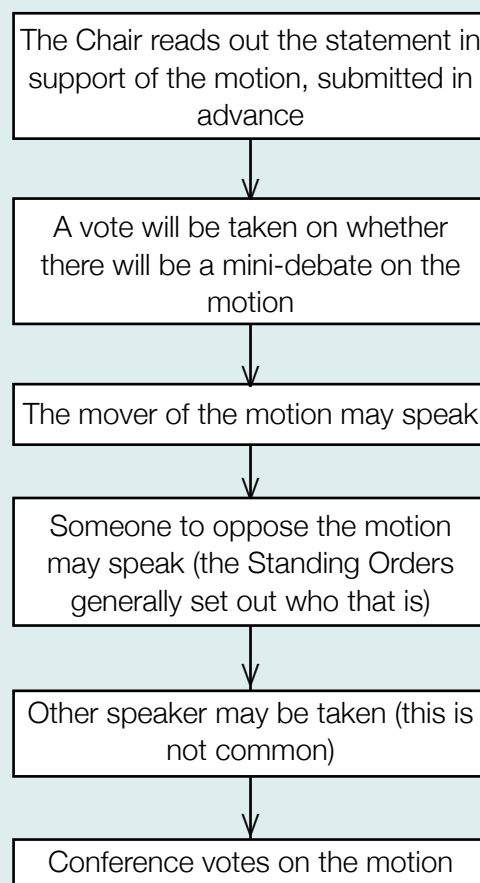 The Chair reads out the statement in
support of the motion, submitted in
advance
A vote will be taken on whether
there will be a mini-debate on the
motion
The mover of the motion may speak
Someone to oppose the motion
may speak (the Standing Orders
generally set out who that is)
Other speaker may be taken (this is
not common)
Conference votes on the motion